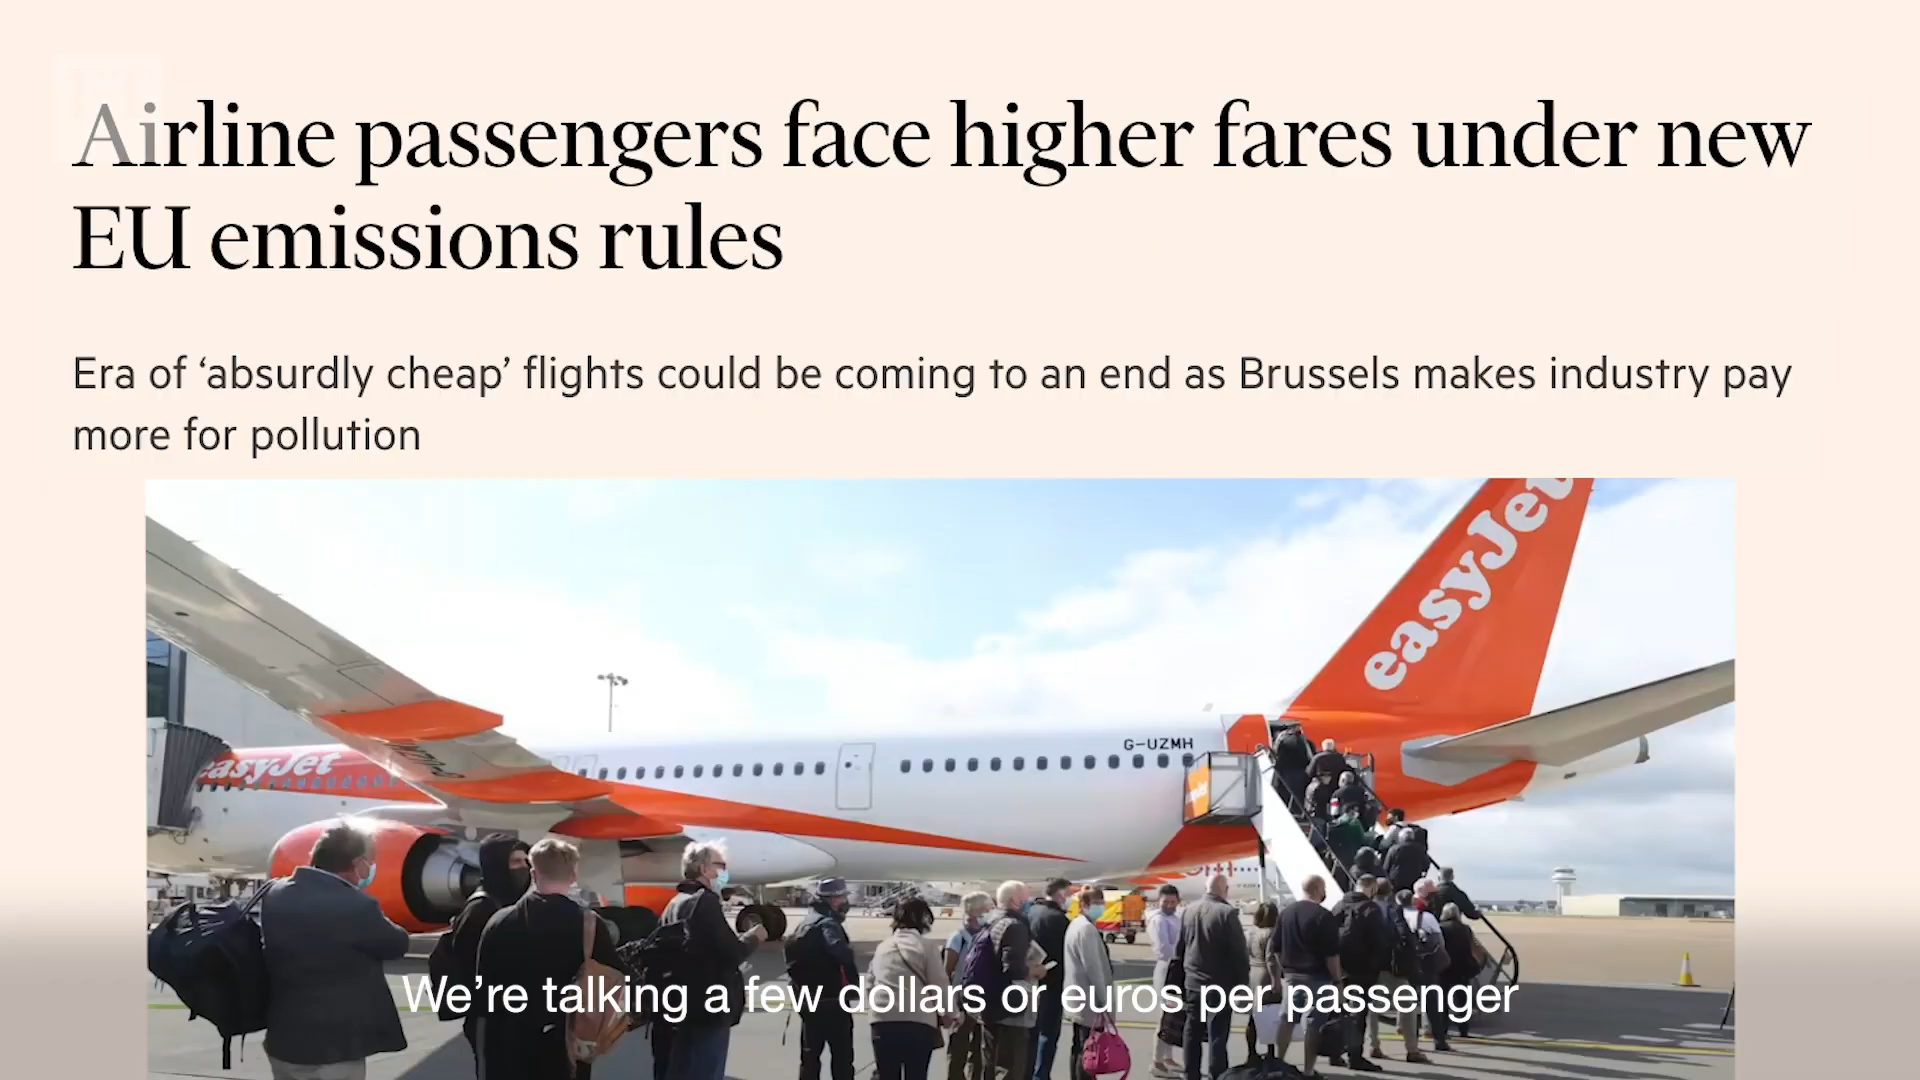 FT
Airline passengers face higher fares under new
EU emissions rules
Era of ‘absurdly cheap’ flights could be coming to an end as Brussels makes industry pay
more for pollution
easyJet
G-UZMH
easyJet
We’re talking a few dollars or euros per passenger